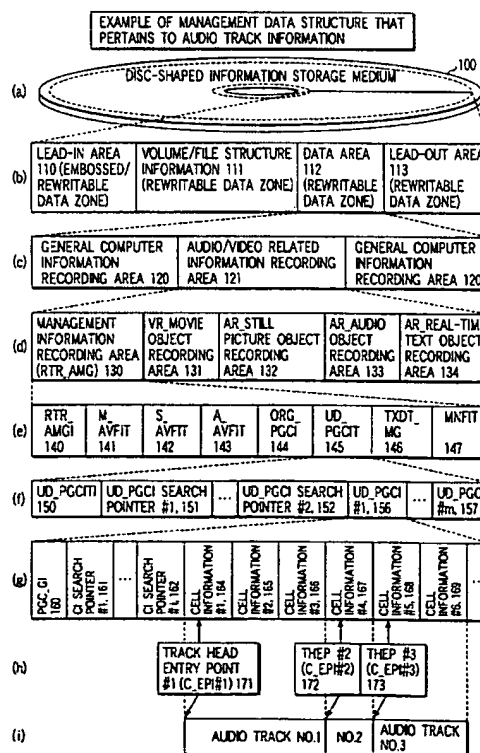 EXAMPLE OF MANAGEMENT DATA STRUCTURE THAT
PERTAINS TO AUDIO TRACK INFORMATION
100
DISC-SHAPED INFORMATION STORAGE MEDIUM
(a)
(b)
LEAD-IN AREA
110 (EMBOSSED/
REWRITABLE
DATA ZONE)
VOLUME/FILE STRUCTURE
INFORMATION 111
(REWRITABLE DATA ZONE)
DATA AREA
112
(REWRITABLE
DATA ZONE)
LEAD-OUT AREA
113
(REWRITABLE
DATA ZONE)
(c)
GENERAL COMPUTER
INFORMATION
RECORDING AREA 120
AUDIO/VIDEO RELATED
INFORMATION RECORDING
AREA 121
GENERAL COMPUTER
INFORMATION
RECORDING AREA 120
(d)
MANAGEMENT
INFORMATION
RECORDING AREA
(RTR_AMG) 130
VR_MOVIE
OBJECT
RECORDING
AREA 131
AR_STILL
PICTURE OBJECT
RECORDING
AREA 132
AR_AUDIO
OBJECT
RECORDING
AREA 133
AR_REAL-TIM
TEXT OBJECT
RECORDING
AREA 134
(e)
RTR_
AMGI
140
M_
AVFIT
141
S_
AVFIT
142
A_
AVFIT
143
ORG_
PGCI
144
UD_
PGCIT
145
TXDT_
MG
146
MNFIT
147
(f)
UD_PGCITI
150
UD_PGCI SEARCH
POINTER #1, 151
...
UD_PGCI SEARCH
POINTER #2, 152
UD_PGCI
#1, 156
...
UD_PGC
#m, 157
(g)
PGC_GI
160
CI SEARCH
POINTER
#1, 161
...
CI SEARCH
POINTER
#i, 162
CELL
INFORMATION
#1, 164
CELL
INFORMATION
#2, 165
CELL
INFORMATION
#3, 166
CELL
INFORMATION
#4, 167
CELL
INFORMATION
#5, 168
CELL
INFORMATION
#6, 169
...
(h)
TRACK HEAD
ENTRY POINT
#1 (C_EPI#1) 171
THEP #2
(C_EPI#2)
172
THEP #3
(C_EPI#3)
173
(i)
AUDIO TRACK NO.1
NO.2
AUDIO TRACK
NO.3